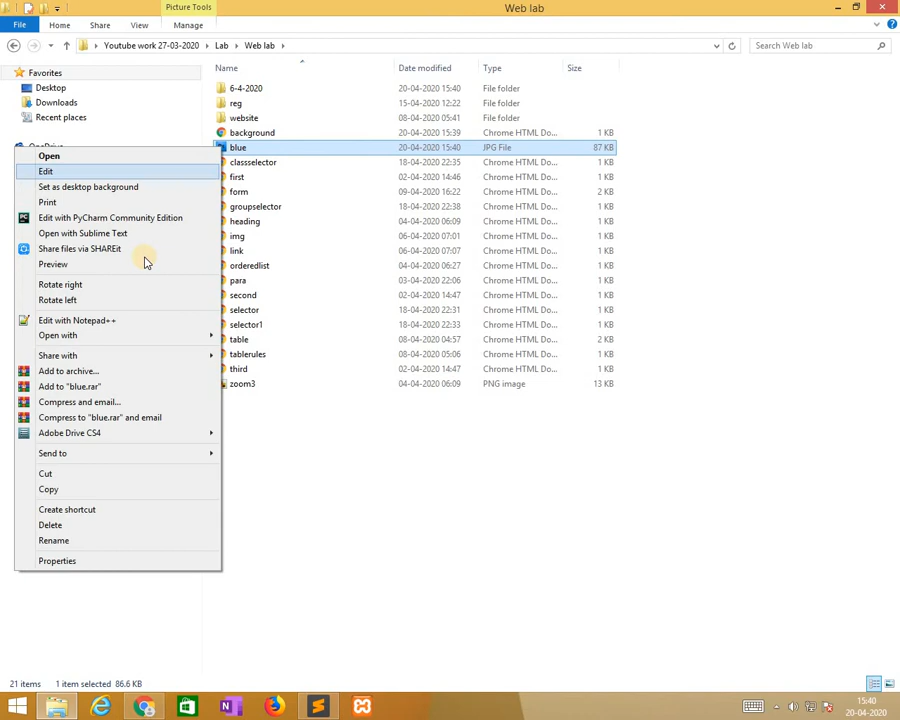 Picture Tools
Web lab
File
Home
Share
View
Manage
Youtube work 27-03-2020
Lab
Web lab
Search Web lab
Favorites
Desktop
Downloads
Recent places
OneDrive
Name
Date modified
Type
Size
6-4-2020 20-04-2020 15:40 File folder
reg 15-04-2020 12:22 File folder
website 08-04-2020 05:41 File folder
background 20-04-2020 15:39 Chrome HTML Do... 1 KB
blue 20-04-2020 15:40 JPG File 87 KB
classselector 18-04-2020 22:35 Chrome HTML Do... 1 KB
first 02-04-2020 14:46 Chrome HTML Do... 1 KB
form 09-04-2020 16:22 Chrome HTML Do... 2 KB
groupselector 18-04-2020 22:38 Chrome HTML Do... 1 KB
heading 04-04-2020 06:09 Chrome HTML Do... 1 KB
img 06-04-2020 07:01 Chrome HTML Do... 1 KB
link 06-04-2020 07:07 Chrome HTML Do... 1 KB
orderedlist 04-04-2020 06:27 Chrome HTML Do... 1 KB
para 03-04-2020 22:06 Chrome HTML Do... 1 KB
second 02-04-2020 14:47 Chrome HTML Do... 1 KB
selector 18-04-2020 22:31 Chrome HTML Do... 1 KB
selector1 18-04-2020 22:33 Chrome HTML Do... 1 KB
table 08-04-2020 04:57 Chrome HTML Do... 2 KB
tablerules 08-04-2020 05:06 Chrome HTML Do... 1 KB
third 02-04-2020 14:47 Chrome HTML Do... 1 KB
zoom3 04-04-2020 06:09 PNG image 13 KB
Open
Edit
Set as desktop background
Print
Edit with PyCharm Community Edition
Open with Sublime Text
Share files via SHAREit
Preview
Rotate right
Rotate left
Edit with Notepad++
Open with
Share with
Add to archive...
Add to "blue.rar"
Compress and email...
Compress to "blue.rar" and email
Adobe Drive CS4
Send to
Cut
Copy
Create shortcut
Delete
Rename
Properties
21 items 1 item selected 86.6 KB
15:40
20-04-2020